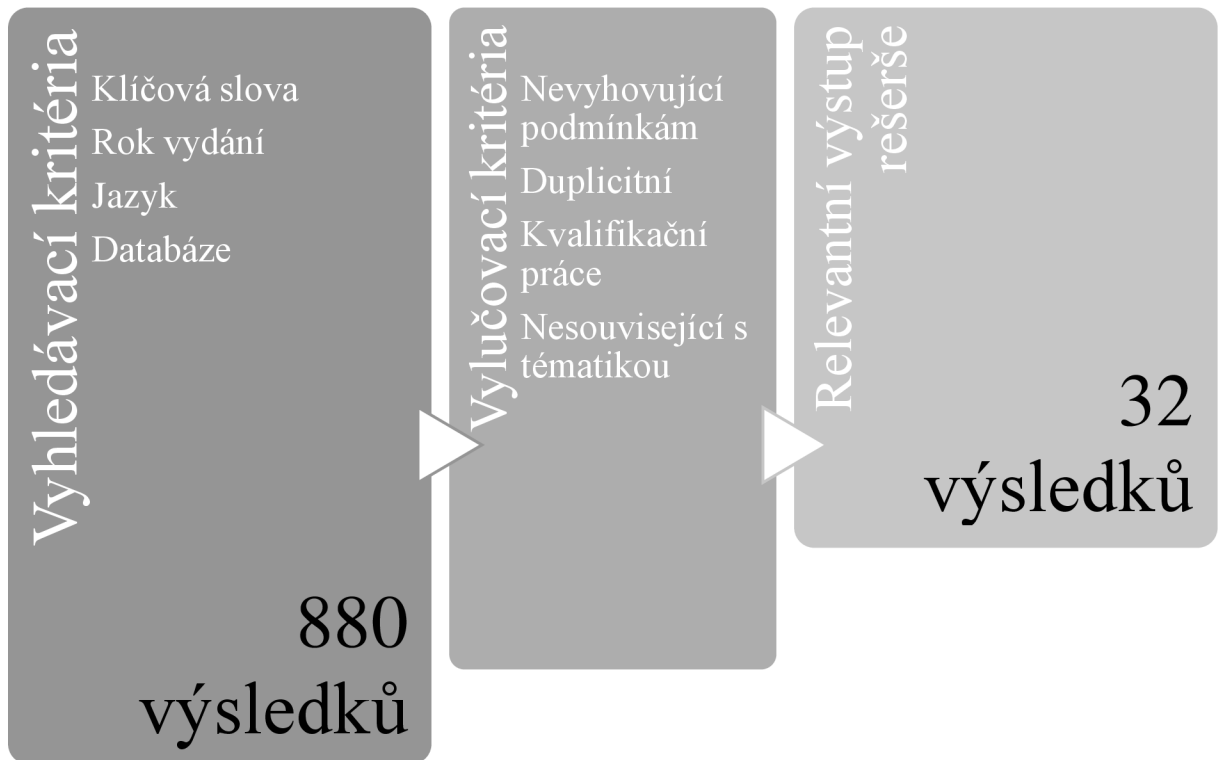 Vyhledávací kritéria
Klíčová slova
Rok vydání
Jazyk
Databáze
880
výsledků
Vylučovací kritéria
Nevyhovující
podmínkám
Duplicitní
Kvalifikační
práce
Nesouvisející s
tématikou
Relevantní výstup
rešerše
32
výsledků